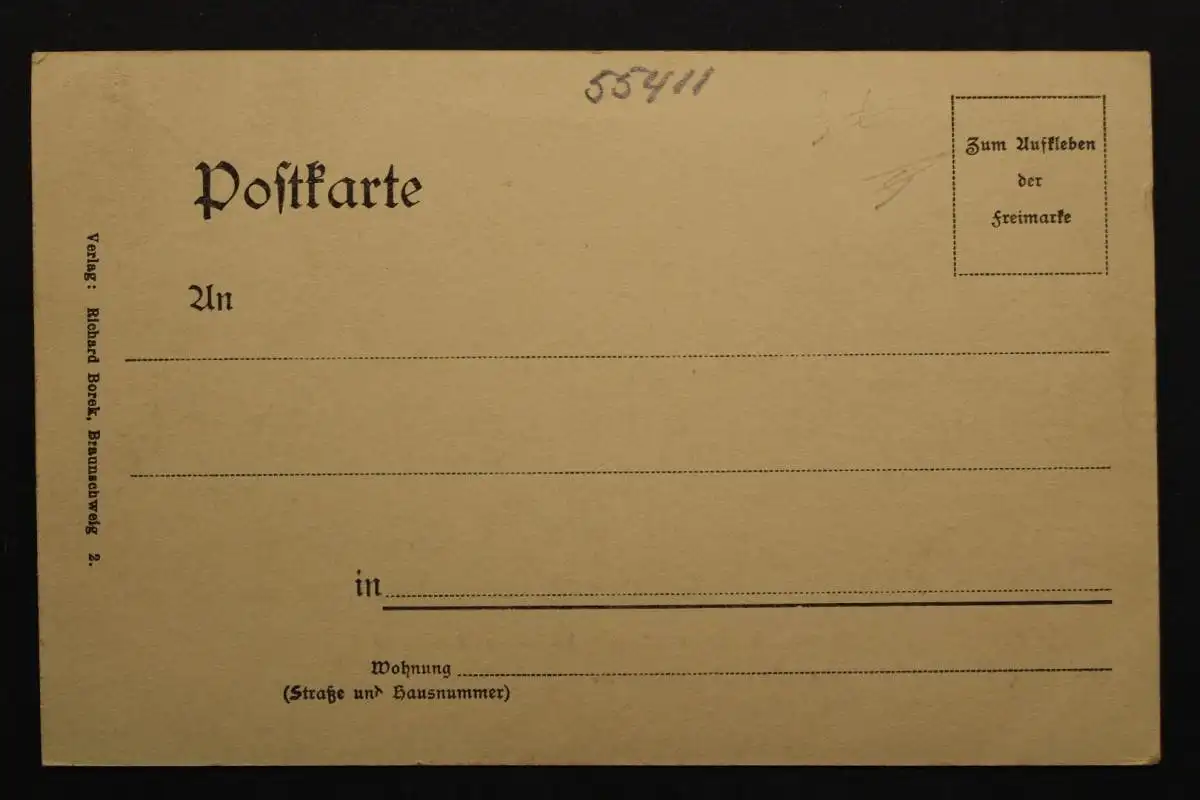 55411
Zum Aufkleben
der
Freimarke
Poſtkarte
An
in
Wohnung
(Straße und Hausnummer)
Verlag: Richard Borek, Braunschweig 2.